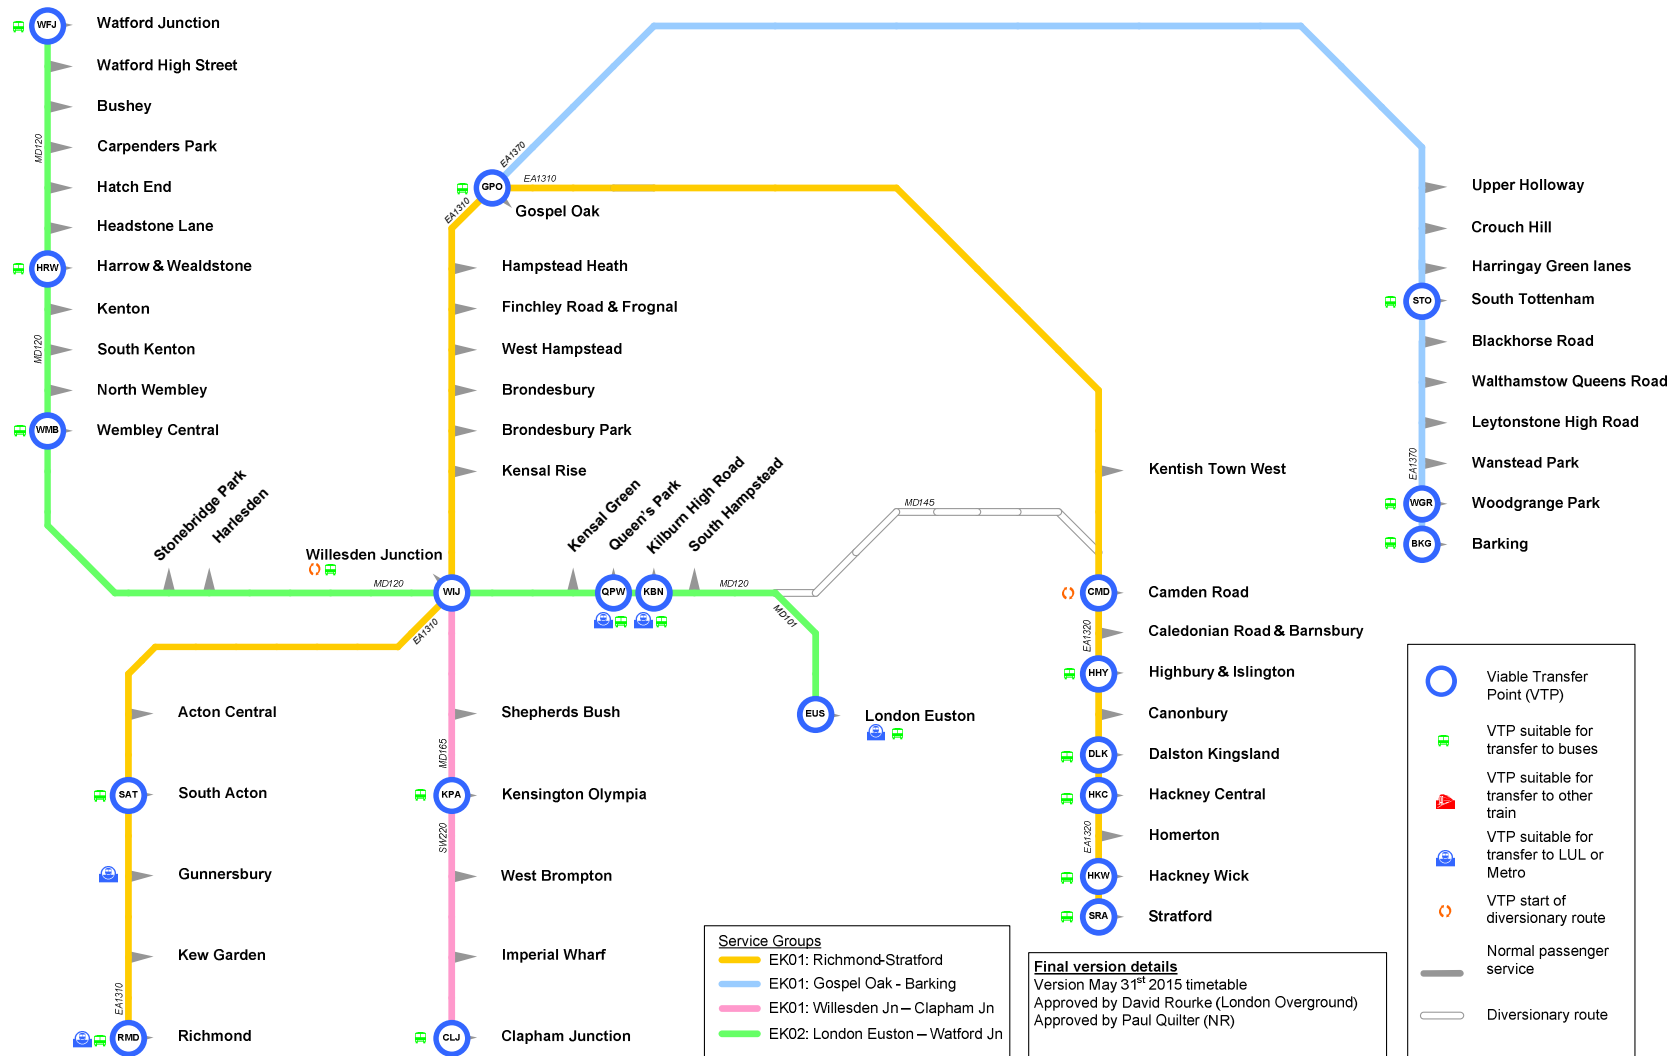 WFJ
Watford Junction
Watford High Street
Bushey
MD120
Carpenders Park
Hatch End
Headstone Lane
HRW
Harrow & Wealdstone
Kenton
MD120
South Kenton
North Wembley
WMB
Wembley Central
Stonebridge Park
Harlesden
MD120
Willesden Junction
WIJ
EA1370
GPO
EA1310
EA1310
Gospel Oak
Hampstead Heath
Finchley Road & Frognal
West Hampstead
Brondesbury
Brondesbury Park
Kensal Rise
Kensal Green
Queen's Park
Kilburn High Road
South Hampstead
QPW
KBN
MD120
MD101
MD145
EUS
London Euston
EA1310
Acton Central
SAT
South Acton
Gunnersbury
Kew Garden
EA1310
RMD
Richmond
Shepherds Bush
MD165
KPA
Kensington Olympia
SW220
West Brompton
Imperial Wharf
CLJ
Clapham Junction
Kentish Town West
CMD
Camden Road
EA1320
Caledonian Road & Barnsbury
HHY
Highbury & Islington
Canonbury
DLK
Dalston Kingsland
HKC
Hackney Central
EA1320
Homerton
HKW
Hackney Wick
SRA
Stratford
Upper Holloway
Crouch Hill
Harringay Green lanes
STO
South Tottenham
Blackhorse Road
Walthamstow Queens Road
Leytonstone High Road
EA1370
Wanstead Park
WGR
Woodgrange Park
BKG
Barking
Service Groups
EK01: Richmond-Stratford
EK01: Gospel Oak - Barking
EK01: Willesden Jn – Clapham Jn
EK02: London Euston – Watford Jn
Final version details
Version May 31st 2015 timetable
Approved by David Rourke (London Overground)
Approved by Paul Quilter (NR)
Viable Transfer
Point (VTP)
VTP suitable for
transfer to buses
VTP suitable for
transfer to other
train
VTP suitable for
transfer to LUL or
Metro
VTP start of
diversionary route
Normal passenger
service
Diversionary route